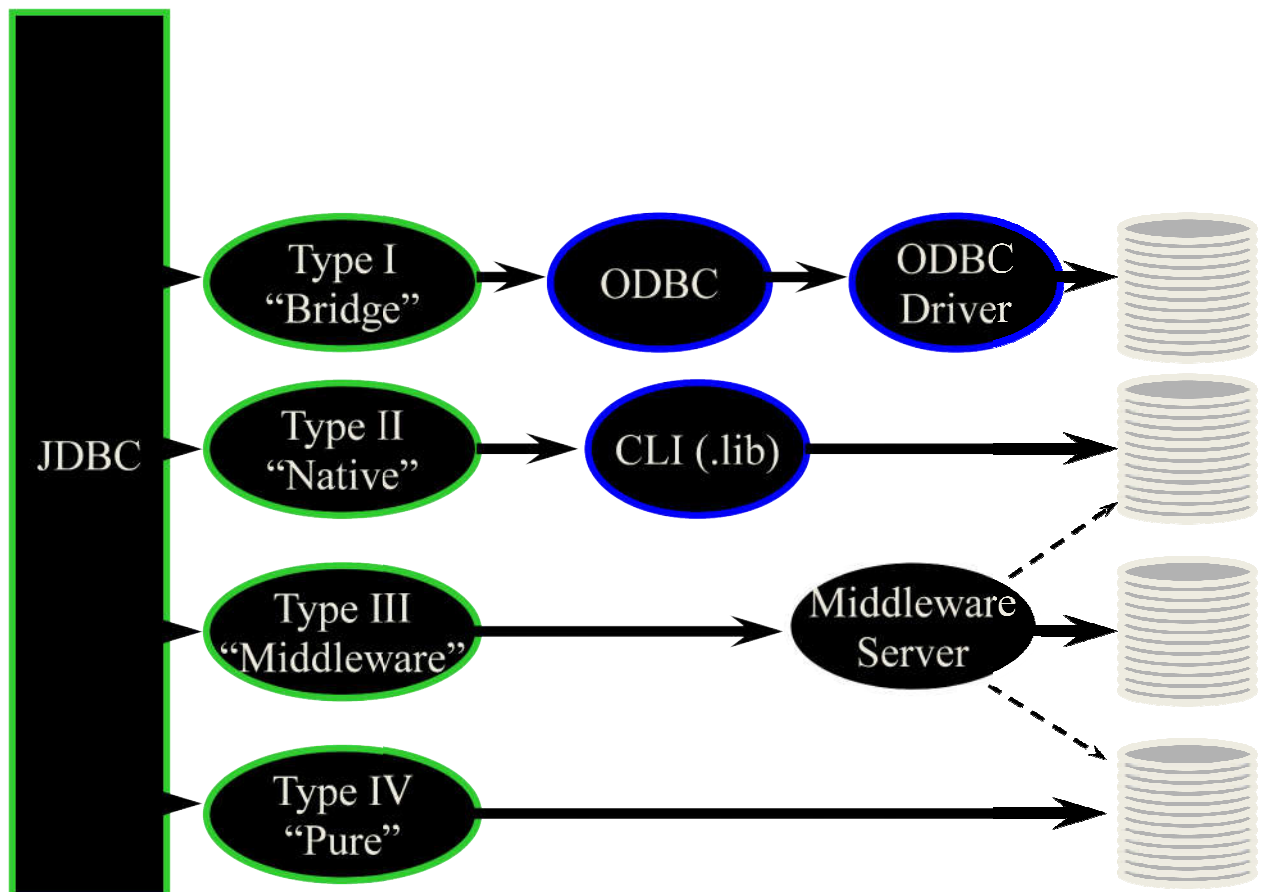 JDBC
Type I
“Bridge”
ODBC
ODBC
Driver
Type II
“Native”
CLI (.lib)
Type III
“Middleware”
Middleware
Server
Type IV
“Pure”